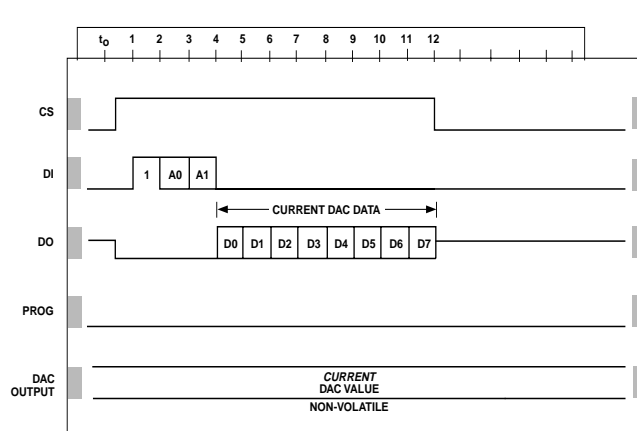 to 1 2 3 4 5 6 7 8 9 10 11 12
CS
DI 1 A0 A1
CURRENT DAC DATA
DO D0 D1 D2 D3 D4 D5 D6 D7
PROG
DAC
OUTPUT
CURRENT
DAC VALUE
NON-VOLATILE